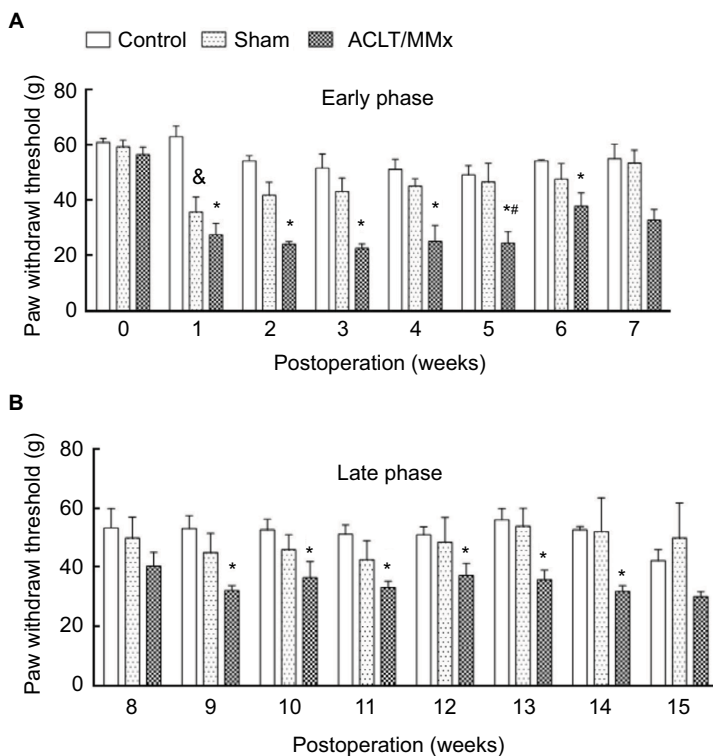 A
Control Sham ACLT/MMx
Early phase
Paw withdrawl threshold (g)
80
60
40
20
0
&
*
*
*
*
*#
*
0 1 2 3 4 5 6 7
Postoperation (weeks)
B
Late phase
Paw withdrawl threshold (g)
80
60
40
20
0
*
*
*
*
*
*
8 9 10 11 12 13 14 15
Postoperation (weeks)